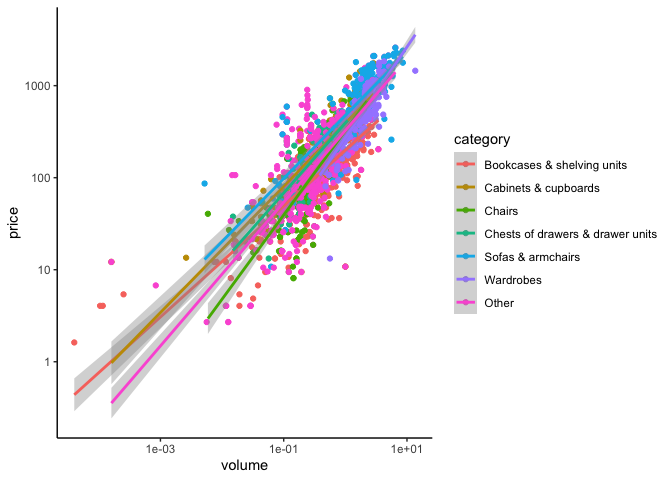 1000
100
10
1
price
1e-03
1e-01
1e+01
volume
category
Bookcases & shelving units
Cabinets & cupboards
Chairs
Chests of drawers & drawer units
Sofas & armchairs
Wardrobes
Other